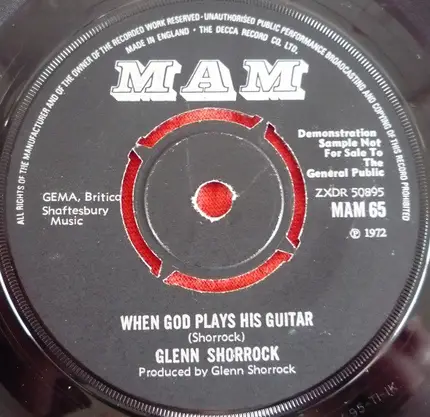 ALL RIGHTS OF THE MANUFACTURER AND OF THE OWNER OF THE RECORDED WORK RESERVED · UNAUTHORISED PUBLIC PERFORMANCE BROADCASTING AND COPYING OF THIS RECORD PROHIBITED
MADE IN ENGLAND · THE DECCA RECORD CO. LTD.
MAM
Demonstration
Sample Not
For Sale To
The
General Public
GEMA, Britico
Shaftesbury
Music
ZXDR 50895
MAM 65
℗ 1972
WHEN GOD PLAYS HIS GUITAR
(Shorrock)
GLENN SHORROCK
Produced by Glenn Shorrock